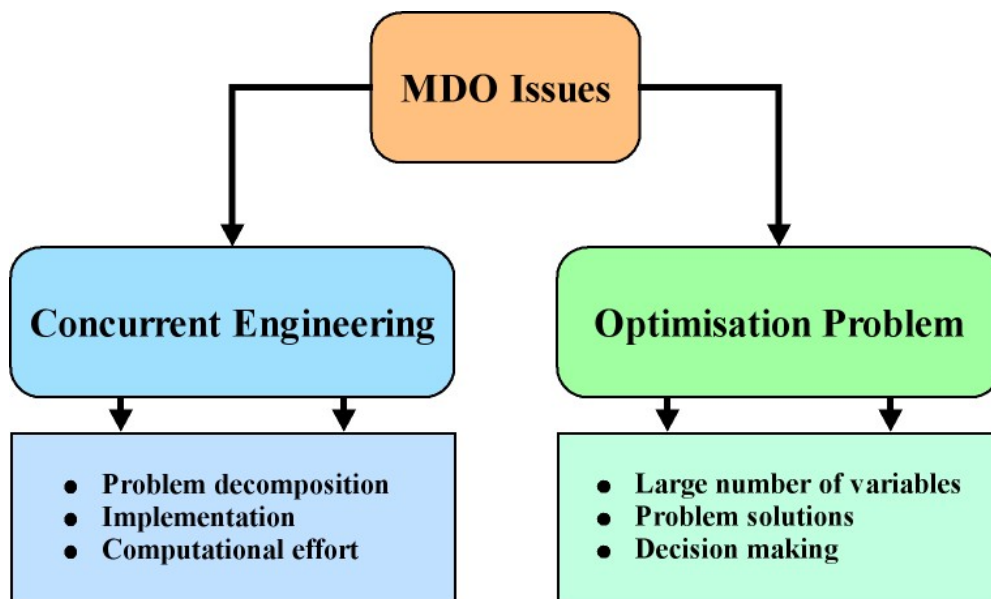 MDO Issues
Concurrent Engineering
Optimisation Problem
● Problem decomposition
● Implementation
● Computational effort
● Large number of variables
● Problem solutions
● Decision making